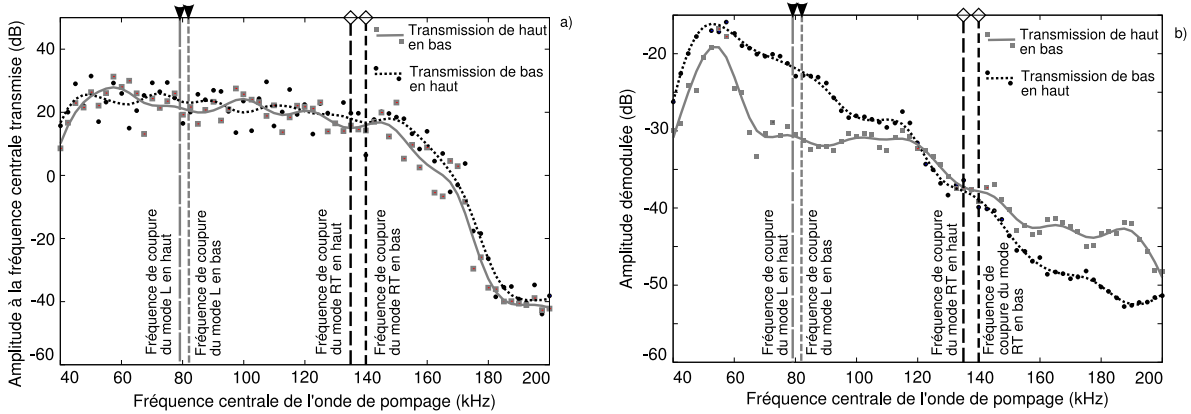 a)
Amplitude à la fréquence centrale transmise (dB)
40
20
0
-20
-40
-60
Transmission de haut
en bas
Transmission de bas
en haut
Fréquence de coupure
du mode L en haut
Fréquence de coupure
du mode L en bas
Fréquence de coupure
du mode RT en haut
Fréquence de coupure
du mode RT en bas
40 60 80 100 120 140 160 180 200
Fréquence centrale de l'onde de pompage (kHz)
b)
Amplitude démodulée (dB)
-20
-30
-40
-50
-60
Transmission de haut
en bas
Transmission de bas
en haut
Fréquence de coupure
du mode L en haut
Fréquence de coupure
du mode L en bas
Fréquence de coupure
du mode RT en haut
Fréquence de
coupure du mode
RT en bas
40 60 80 100 120 140 160 180 200
Fréquence centrale de l'onde de pompage (kHz)